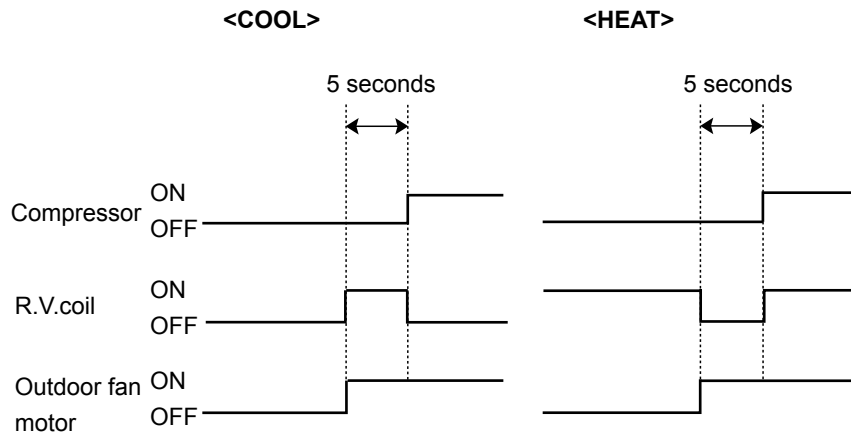 <COOL> <HEAT>
5 seconds 5 seconds
Compressor ON
OFF
R.V.coil ON
OFF
Outdoor fan motor ON
OFF